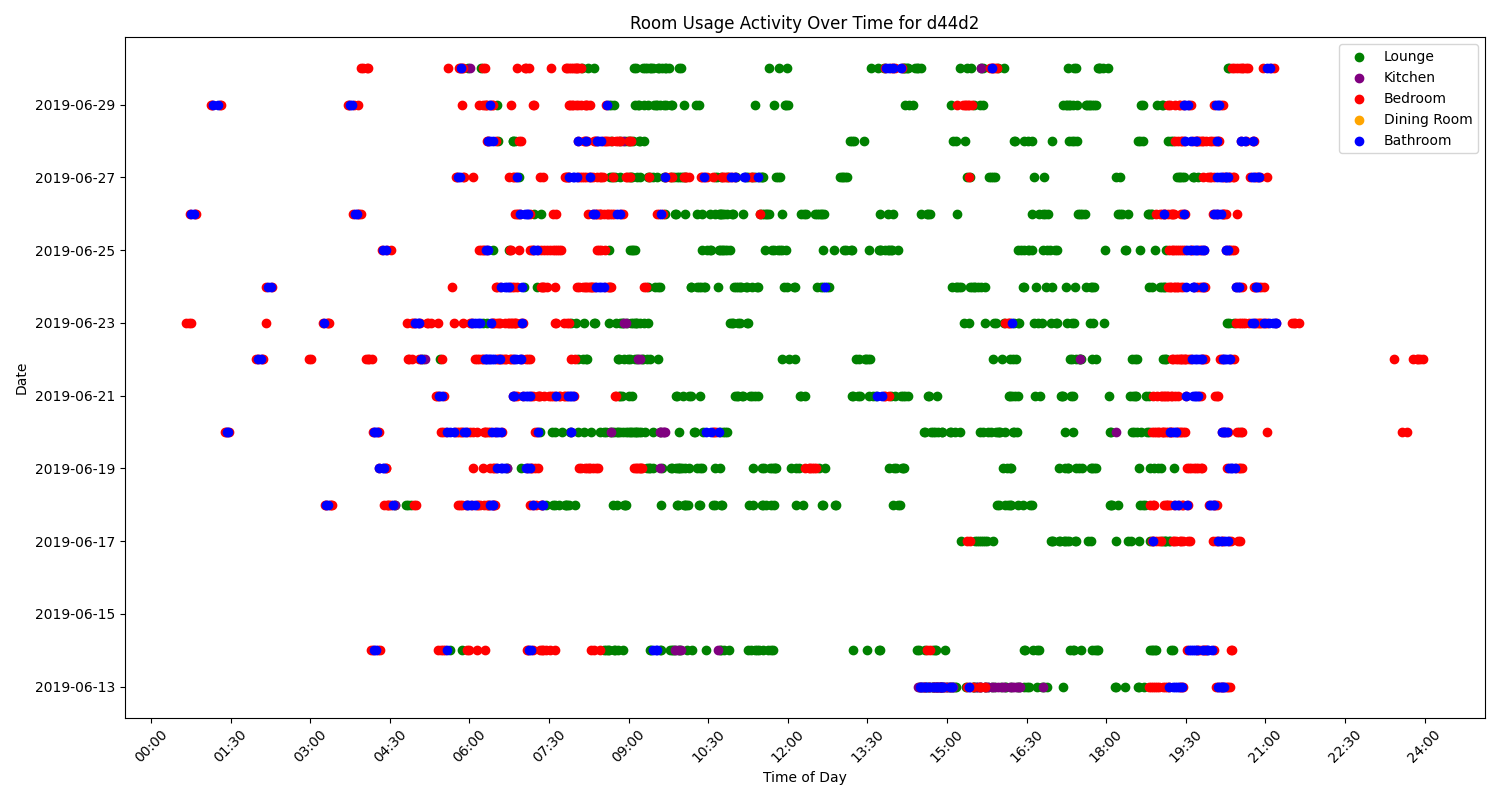 Room Usage Activity Over Time for d44d2
Lounge
Kitchen
Bedroom
Dining Room
Bathroom
Date
2019-06-29
2019-06-27
2019-06-25
2019-06-23
2019-06-21
2019-06-19
2019-06-17
2019-06-15
2019-06-13
00:00 01:30 03:00 04:30 06:00 07:30 09:00 10:30 12:00 13:30 15:00 16:30 18:00 19:30 21:00 22:30 24:00
Time of Day